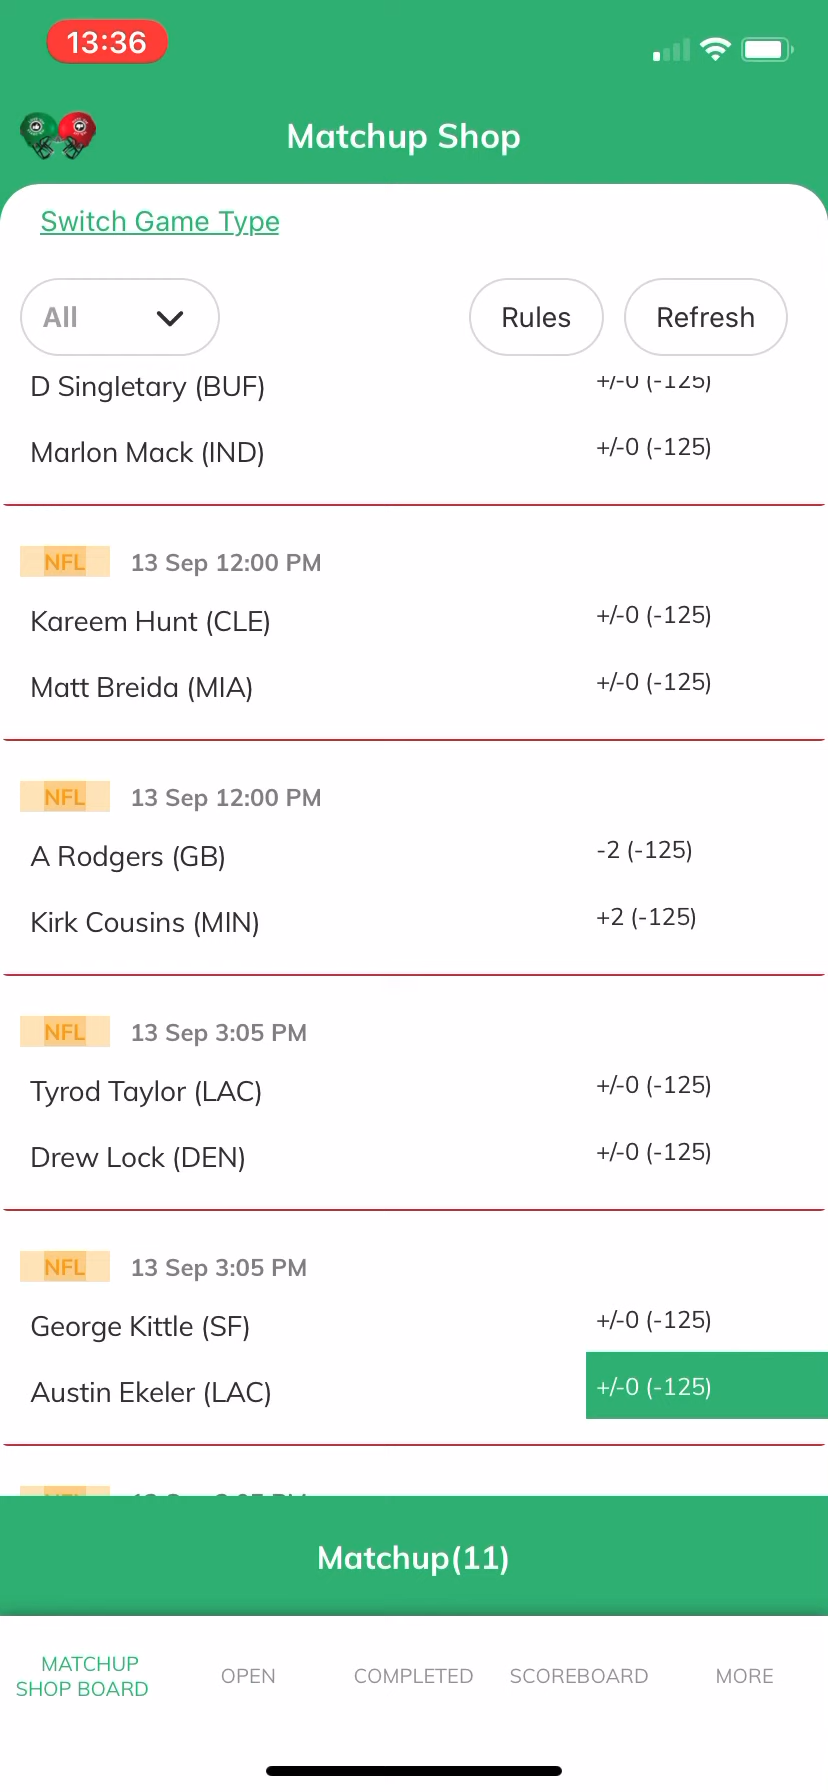 13:36
Matchup Shop
Switch Game Type
All
Rules
Refresh
D Singletary (BUF)
+/-0 (-125)
Marlon Mack (IND)
+/-0 (-125)
NFL
13 Sep 12:00 PM
Kareem Hunt (CLE)
+/-0 (-125)
Matt Breida (MIA)
+/-0 (-125)
NFL
13 Sep 12:00 PM
A Rodgers (GB)
-2 (-125)
Kirk Cousins (MIN)
+2 (-125)
NFL
13 Sep 3:05 PM
Tyrod Taylor (LAC)
+/-0 (-125)
Drew Lock (DEN)
+/-0 (-125)
NFL
13 Sep 3:05 PM
George Kittle (SF)
+/-0 (-125)
Austin Ekeler (LAC)
+/-0 (-125)
Matchup(11)
MATCHUP
SHOP BOARD
OPEN
COMPLETED
SCOREBOARD
MORE